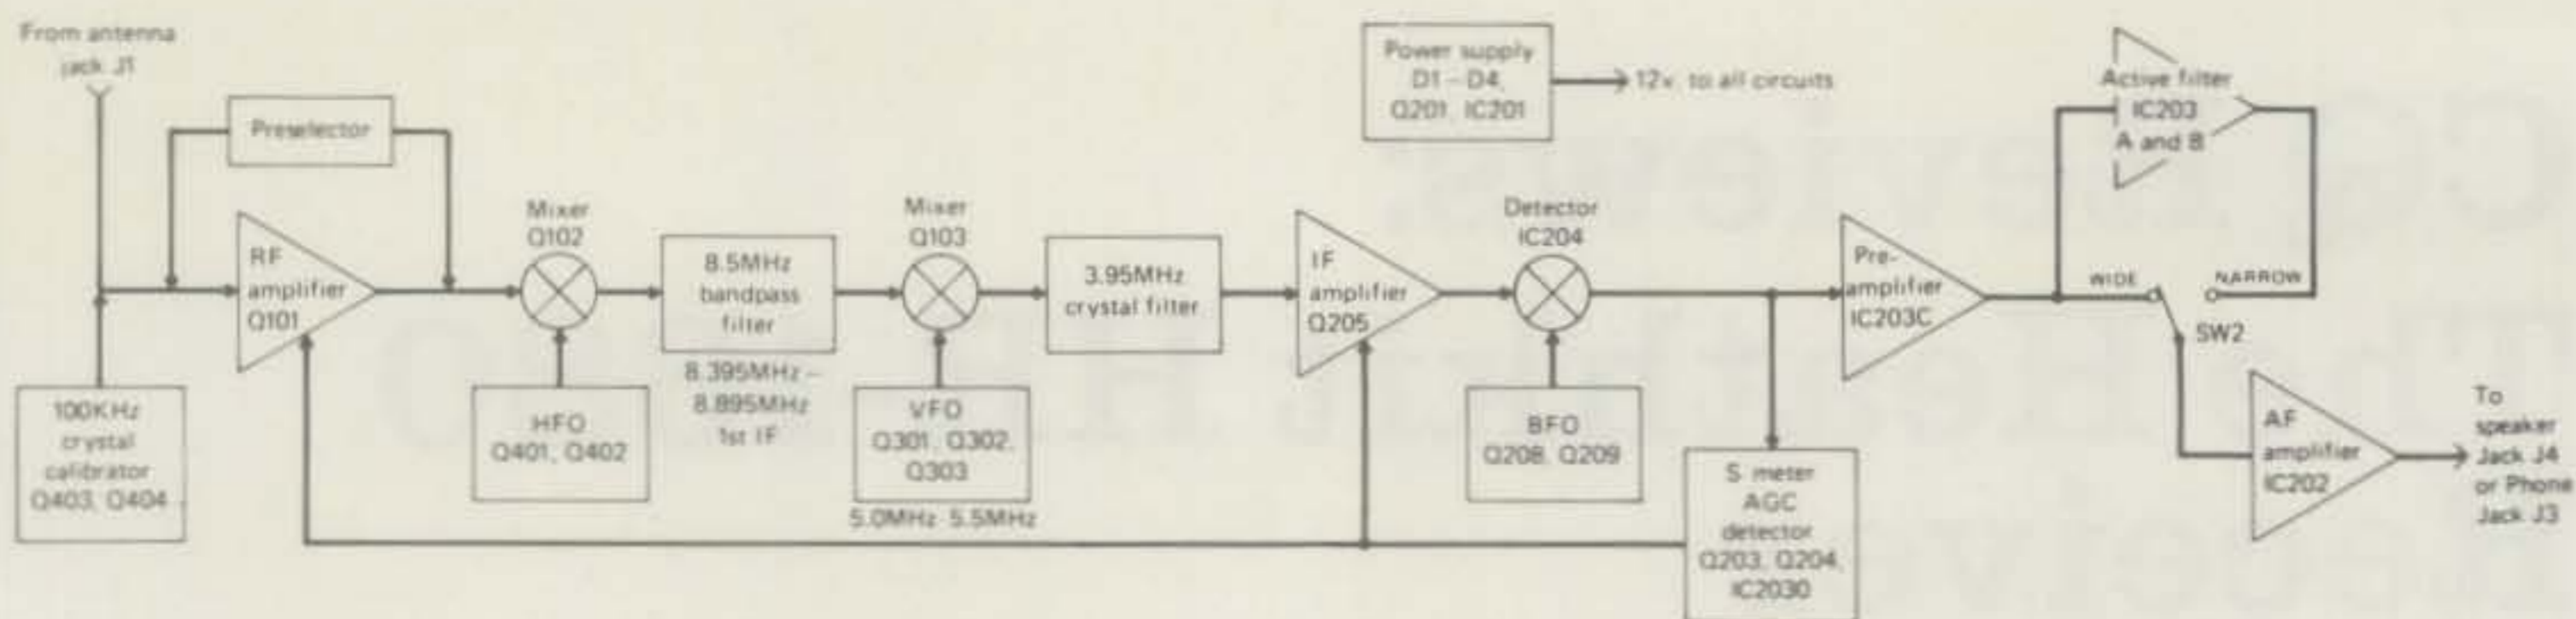 From antenna
jack J1
Preselector
RF
amplifier
Q101
100KHz
crystal
calibrator
Q403, Q404
Mixer
Q102
HFO
Q401, Q402
8.5MHz
bandpass
filter
8.395MHz –
8.895MHz
1st IF
Mixer
Q103
VFO
Q301, Q302,
Q303
5.0MHz 5.5MHz
3.95MHz
crystal filter
IF
amplifier
Q205
Power supply
D1 – D4,
Q201, IC201
12v. to all circuits
Detector
IC204
BFO
Q208, Q209
S meter
AGC
detector
Q203, Q204,
IC2030
Pre-
amplifier
IC203C
Active filter
IC203
A and B
WIDE
NARROW
SW2
AF
amplifier
IC202
To
speaker
Jack J4
or Phone
Jack J3